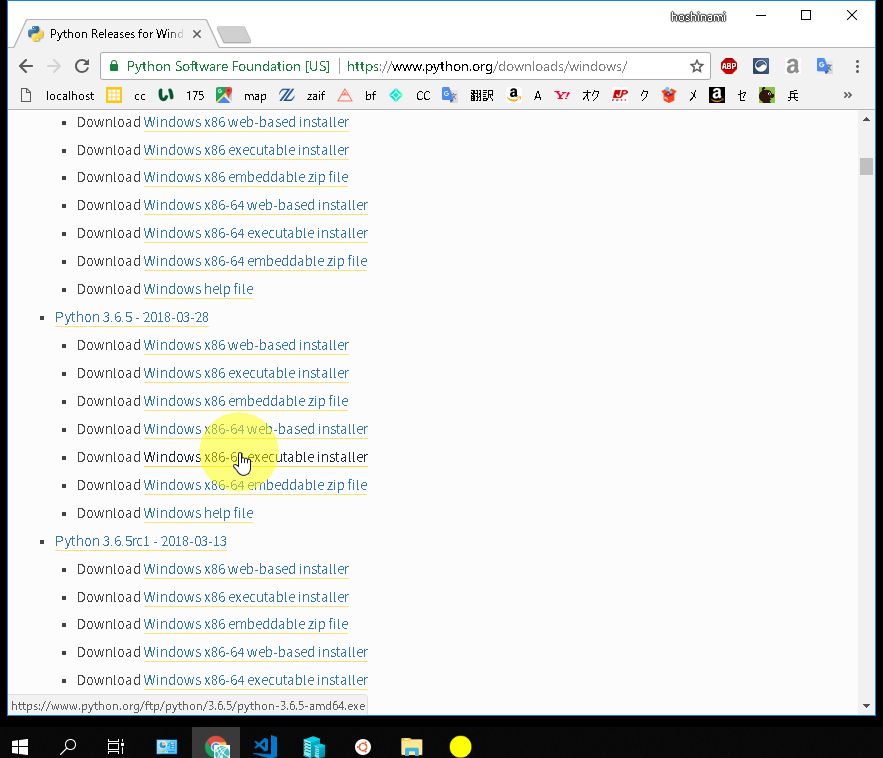 hoshinami
Python Releases for Wind
Python Software Foundation [US] https://www.python.org/downloads/windows/
localhost cc 175 map zaif bf CC 翻訳 A オク ク メ セ 兵 »
Download Windows x86 web-based installer
Download Windows x86 executable installer
Download Windows x86 embeddable zip file
Download Windows x86-64 web-based installer
Download Windows x86-64 executable installer
Download Windows x86-64 embeddable zip file
Download Windows help file
Python 3.6.5 - 2018-03-28
Download Windows x86 web-based installer
Download Windows x86 executable installer
Download Windows x86 embeddable zip file
Download Windows x86-64 web-based installer
Download Windows x86-64 executable installer
Download Windows x86-64 embeddable zip file
Download Windows help file
Python 3.6.5rc1 - 2018-03-13
Download Windows x86 web-based installer
Download Windows x86 executable installer
Download Windows x86 embeddable zip file
Download Windows x86-64 web-based installer
Download Windows x86-64 executable installer
https://www.python.org/ftp/python/3.6.5/python-3.6.5-amd64.exe